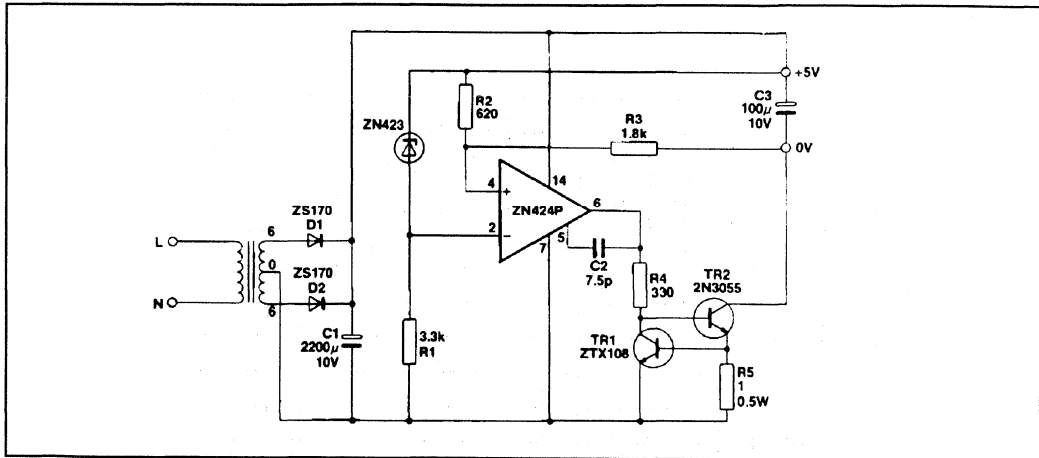 +5V
C3
100μ
10V
R2
620
ZN423
R3
1.8k
0V
4
+
14
ZN424P
6
2
−
5
7
ZS170
D1
6
L
0
ZS170
D2
N
6
C2
7.5p
R4
330
TR2
2N3055
C1
2200μ
10V
3.3k
R1
TR1
ZTX108
R5
1
0.5W